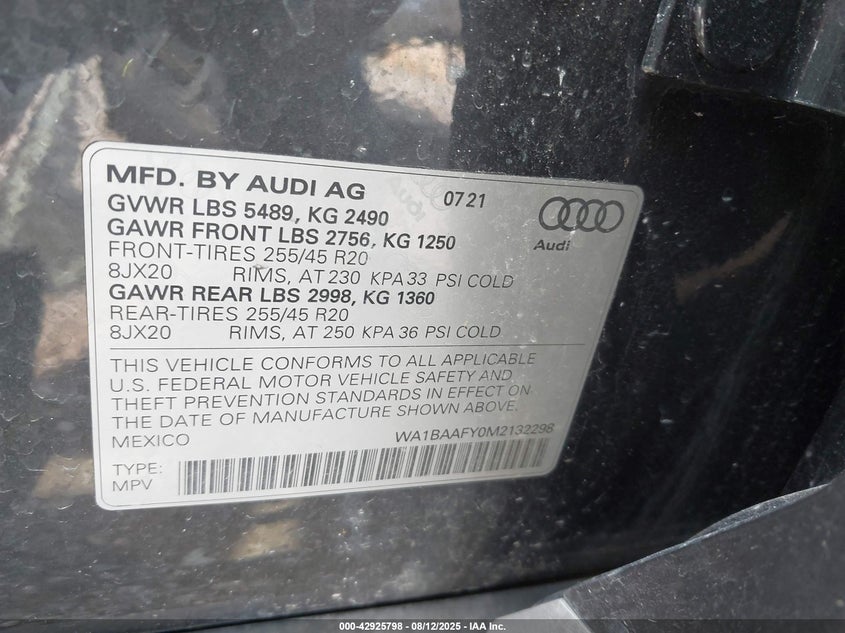 MFD. BY AUDI AG 07 21
GVWR LBS 5489, KG 2490
GAWR FRONT LBS 2756, KG 1250
FRONT-TIRES 255/45 R20
8JX20 RIMS, AT 230 KPA 33 PSI COLD
GAWR REAR LBS 2998, KG 1360
REAR-TIRES 255/45 R20
8JX20 RIMS, AT 250 KPA 36 PSI COLD
Audi
THIS VEHICLE CONFORMS TO ALL APPLICABLE
U.S. FEDERAL MOTOR VEHICLE SAFETY AND
THEFT PREVENTION STANDARDS IN EFFECT ON
THE DATE OF MANUFACTURE SHOWN ABOVE.
MEXICO WA1BAAFY0M2132298
TYPE:
MPV
000-42925798 - 08/12/2025 - IAA Inc.